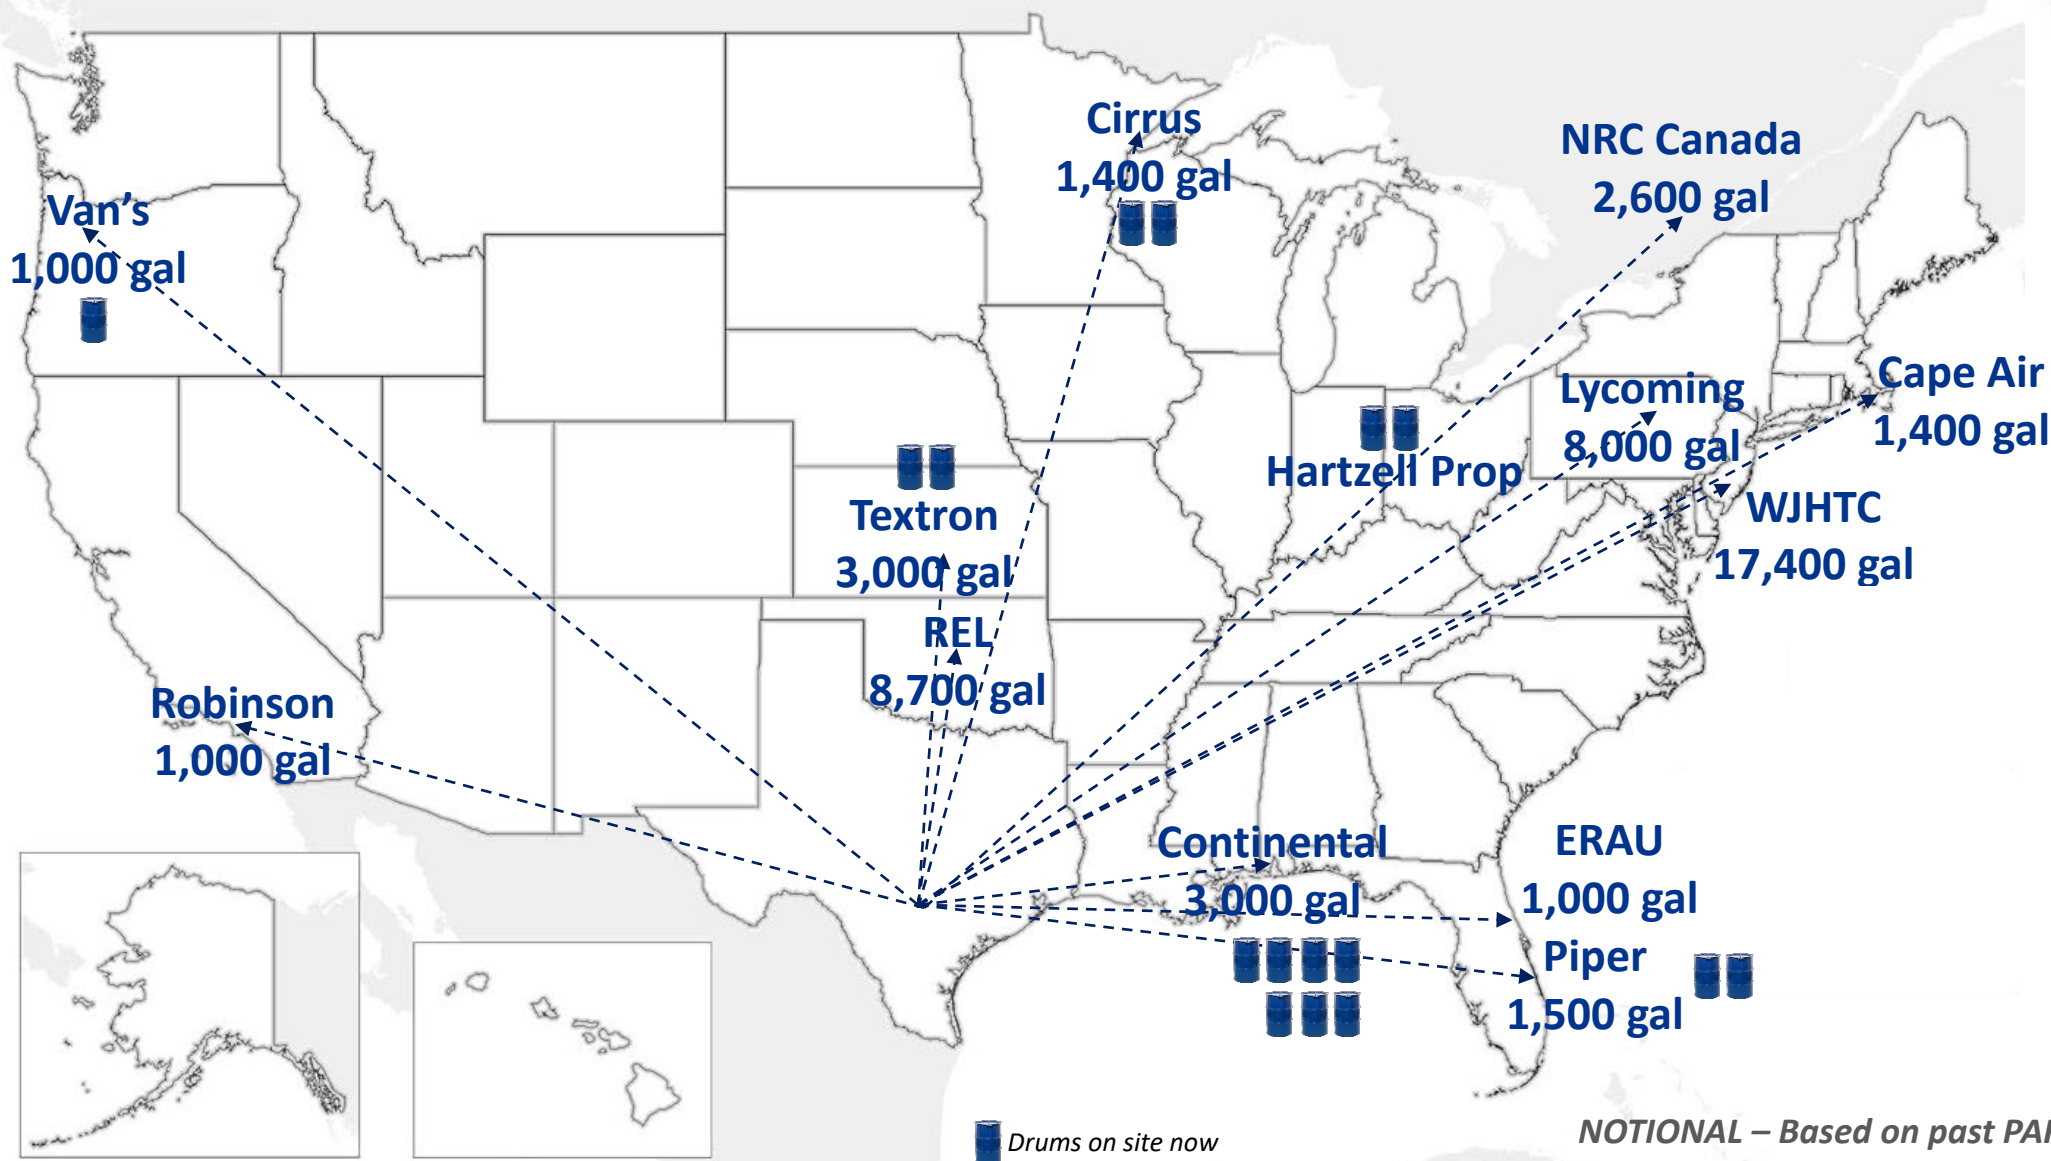 Cirrus
1,400 gal
NRC Canada
2,600 gal
Van's
1,000 gal
Cape Air
1,400 gal
Lycoming
8,000 gal
Hartzell Prop
WJHTC
17,400 gal
Textron
3,000 gal
REL
8,700 gal
Robinson
1,000 gal
Continental
3,000 gal
ERAU
1,000 gal
Piper
1,500 gal
Drums on site now
NOTIONAL – Based on past